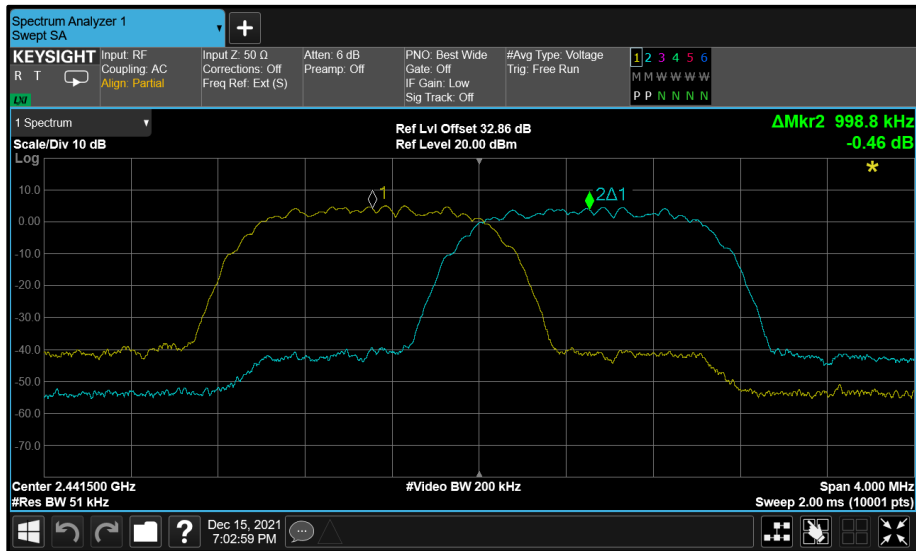 Spectrum Analyzer 1
Swept SA
KEYSIGHT
R T
LXI
Input: RF
Coupling: AC
Align: Partial
Input Z: 50 Ω
Corrections: Off
Freq Ref: Ext (S)
Atten: 6 dB
Preamp: Off
PNO: Best Wide
Gate: Off
IF Gain: Low
Sig Track: Off
#Avg Type: Voltage
Trig: Free Run
1 2 3 4 5 6
M M W W W W
P P N N N N
1 Spectrum
Scale/Div 10 dB
Log
Ref Lvl Offset 32.86 dB
Ref Level 20.00 dBm
ΔMkr2 998.8 kHz
-0.46 dB
*
1
2Δ1
10.0
0.00
-10.0
-20.0
-30.0
-40.0
-50.0
-60.0
-70.0
Center 2.441500 GHz
#Res BW 51 kHz
#Video BW 200 kHz
Span 4.000 MHz
Sweep 2.00 ms (10001 pts)
?
Dec 15, 2021
7:02:59 PM